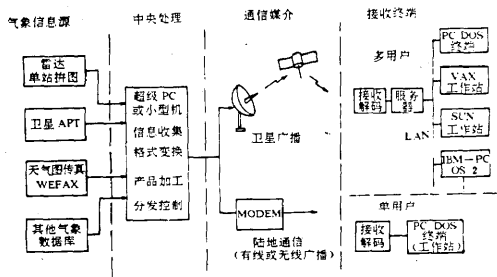 气象信息源
中央处理
通信媒介
接收终端
雷达
单站拼图
卫星APT
天气图传真
WEFAX
其他气象
数据库
超级PC
或小型机
信息收集
格式变换
产品加工
分发控制
卫星广播
MODEM
陆地通信
(有线或无线广播)
多用户
接收
解码
服务
器
LAN
PC DOS
终端
VAX
工作站
SUN
工作站
IBM-PC
OS 2
单用户
接收
解码
PC DOS
终端
(工作站)